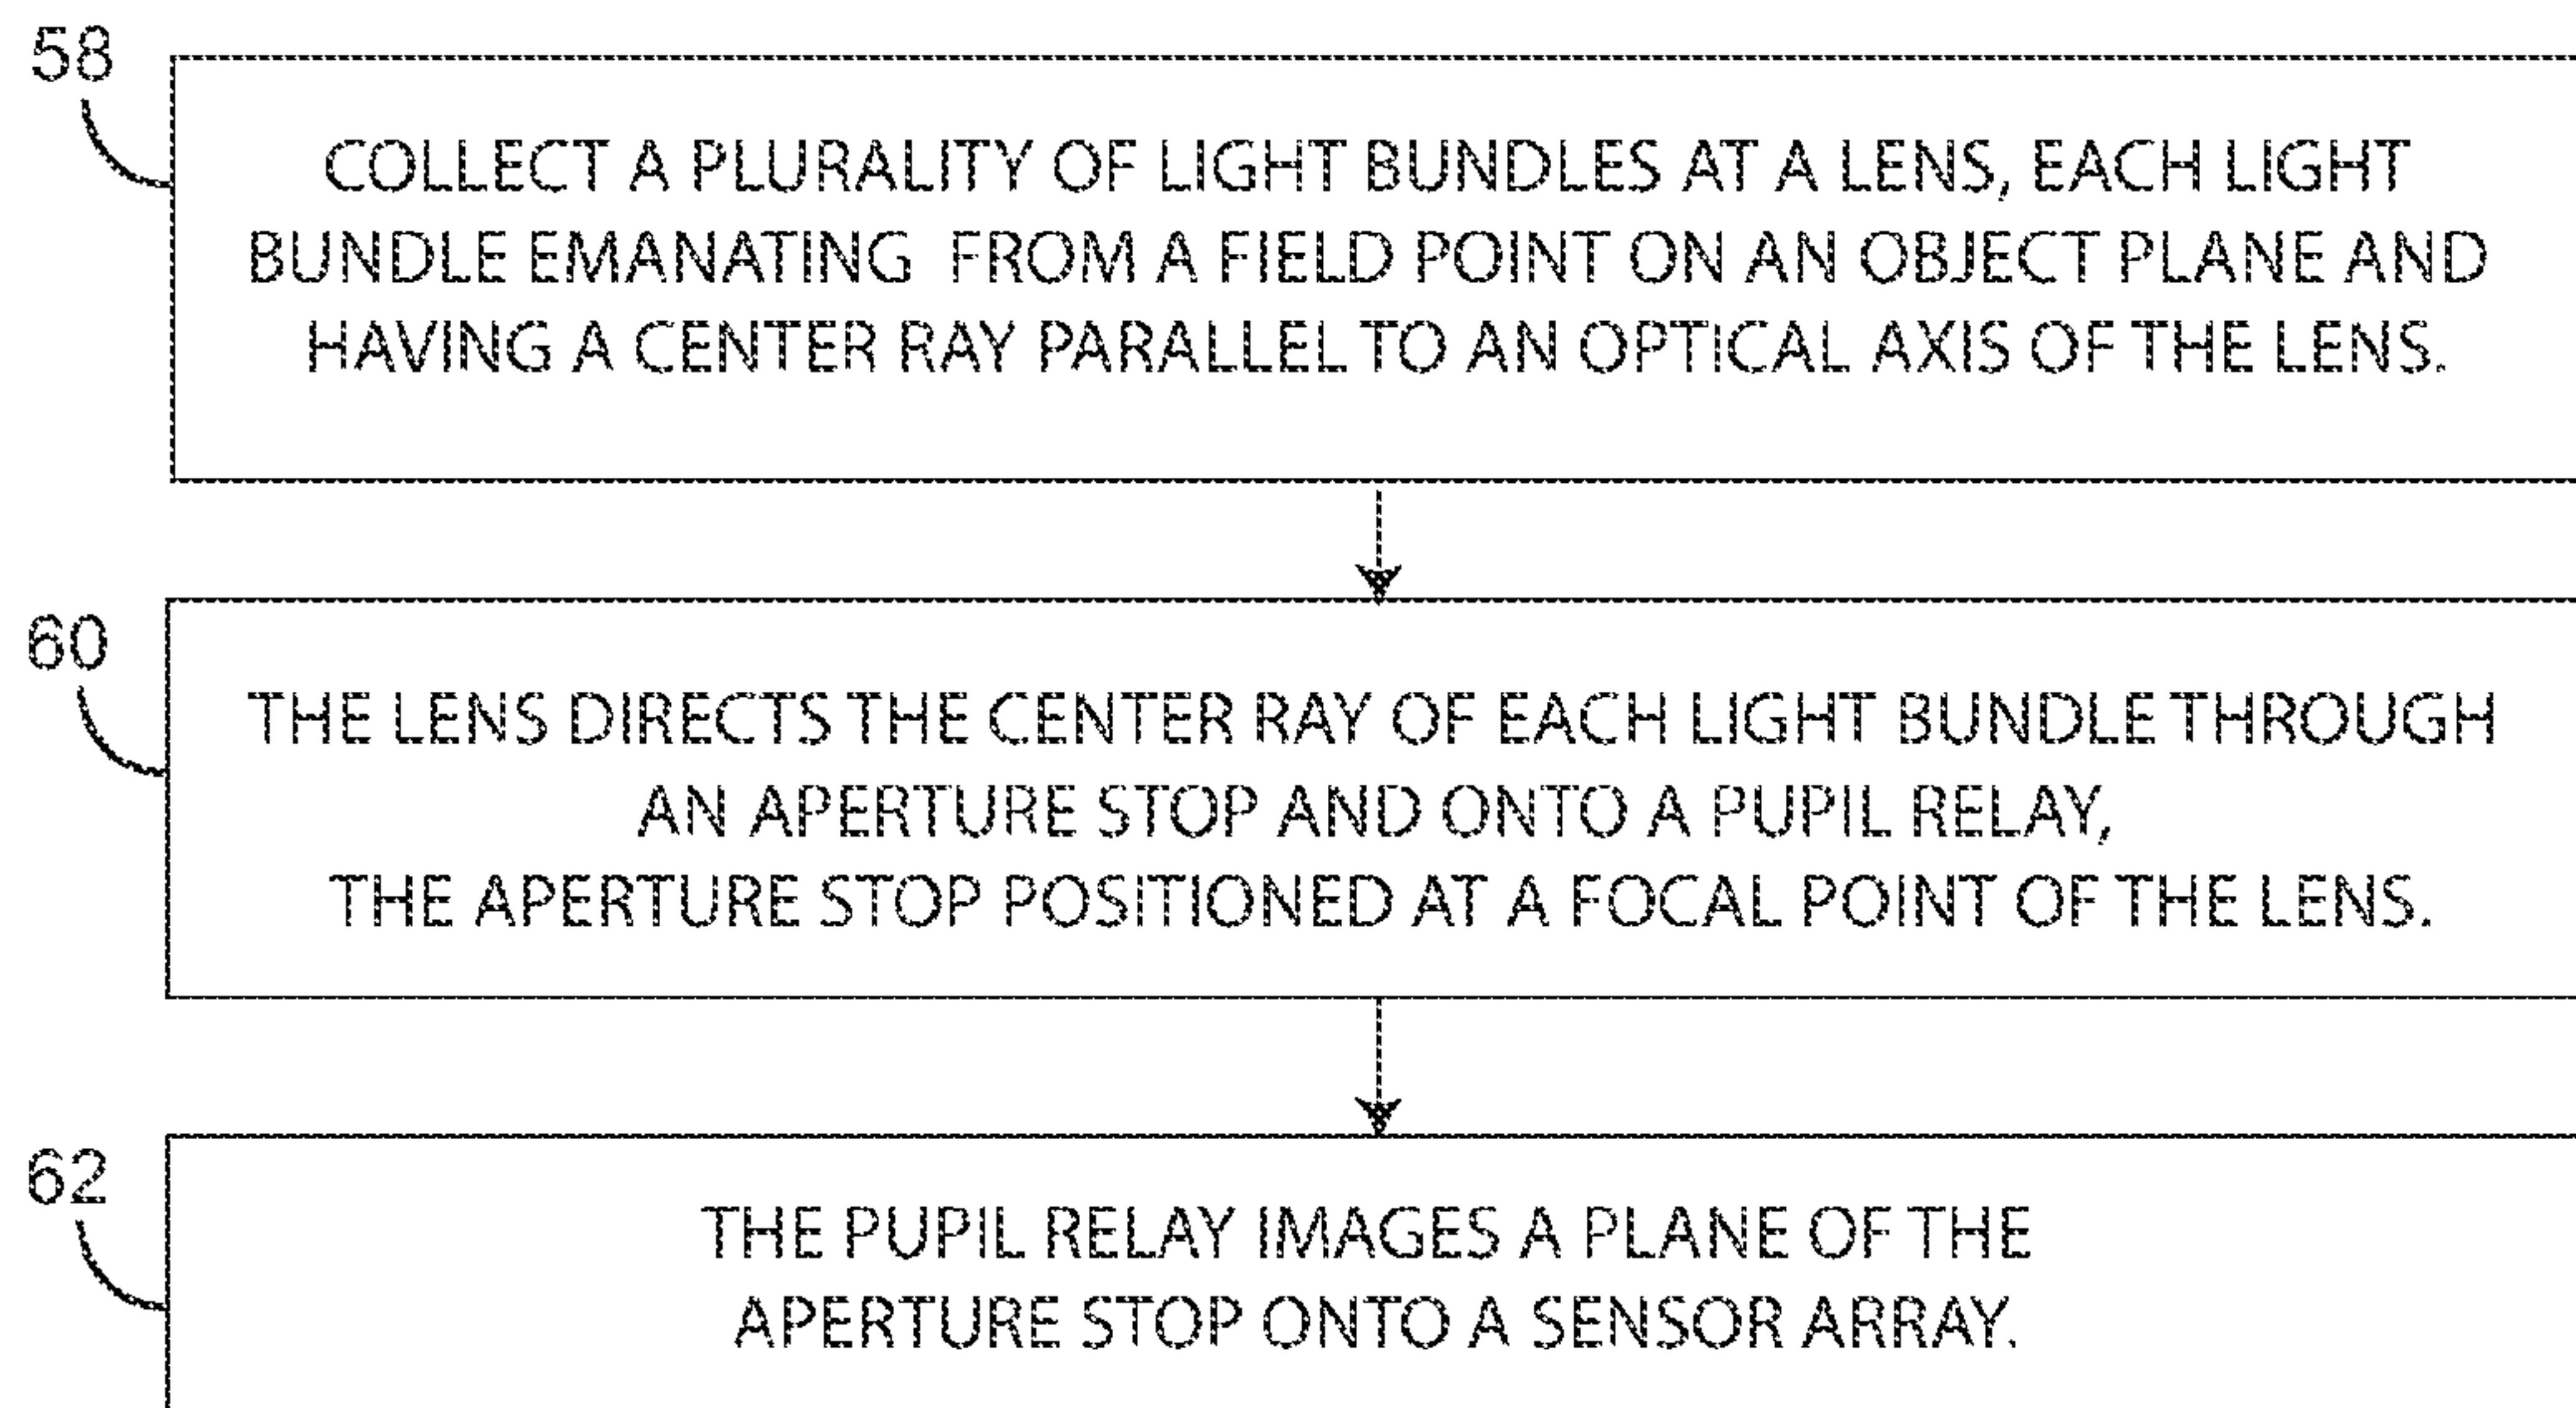 58
COLLECT A PLURALITY OF LIGHT BUNDLES AT A LENS, EACH LIGHT
BUNDLE EMANATING FROM A FIELD POINT ON AN OBJECT PLANE AND
HAVING A CENTER RAY PARALLEL TO AN OPTICAL AXIS OF THE LENS.
60
THE LENS DIRECTS THE CENTER RAY OF EACH LIGHT BUNDLE THROUGH
AN APERTURE STOP AND ONTO A PUPIL RELAY,
THE APERTURE STOP POSITIONED AT A FOCAL POINT OF THE LENS.
62
THE PUPIL RELAY IMAGES A PLANE OF THE
APERTURE STOP ONTO A SENSOR ARRAY.